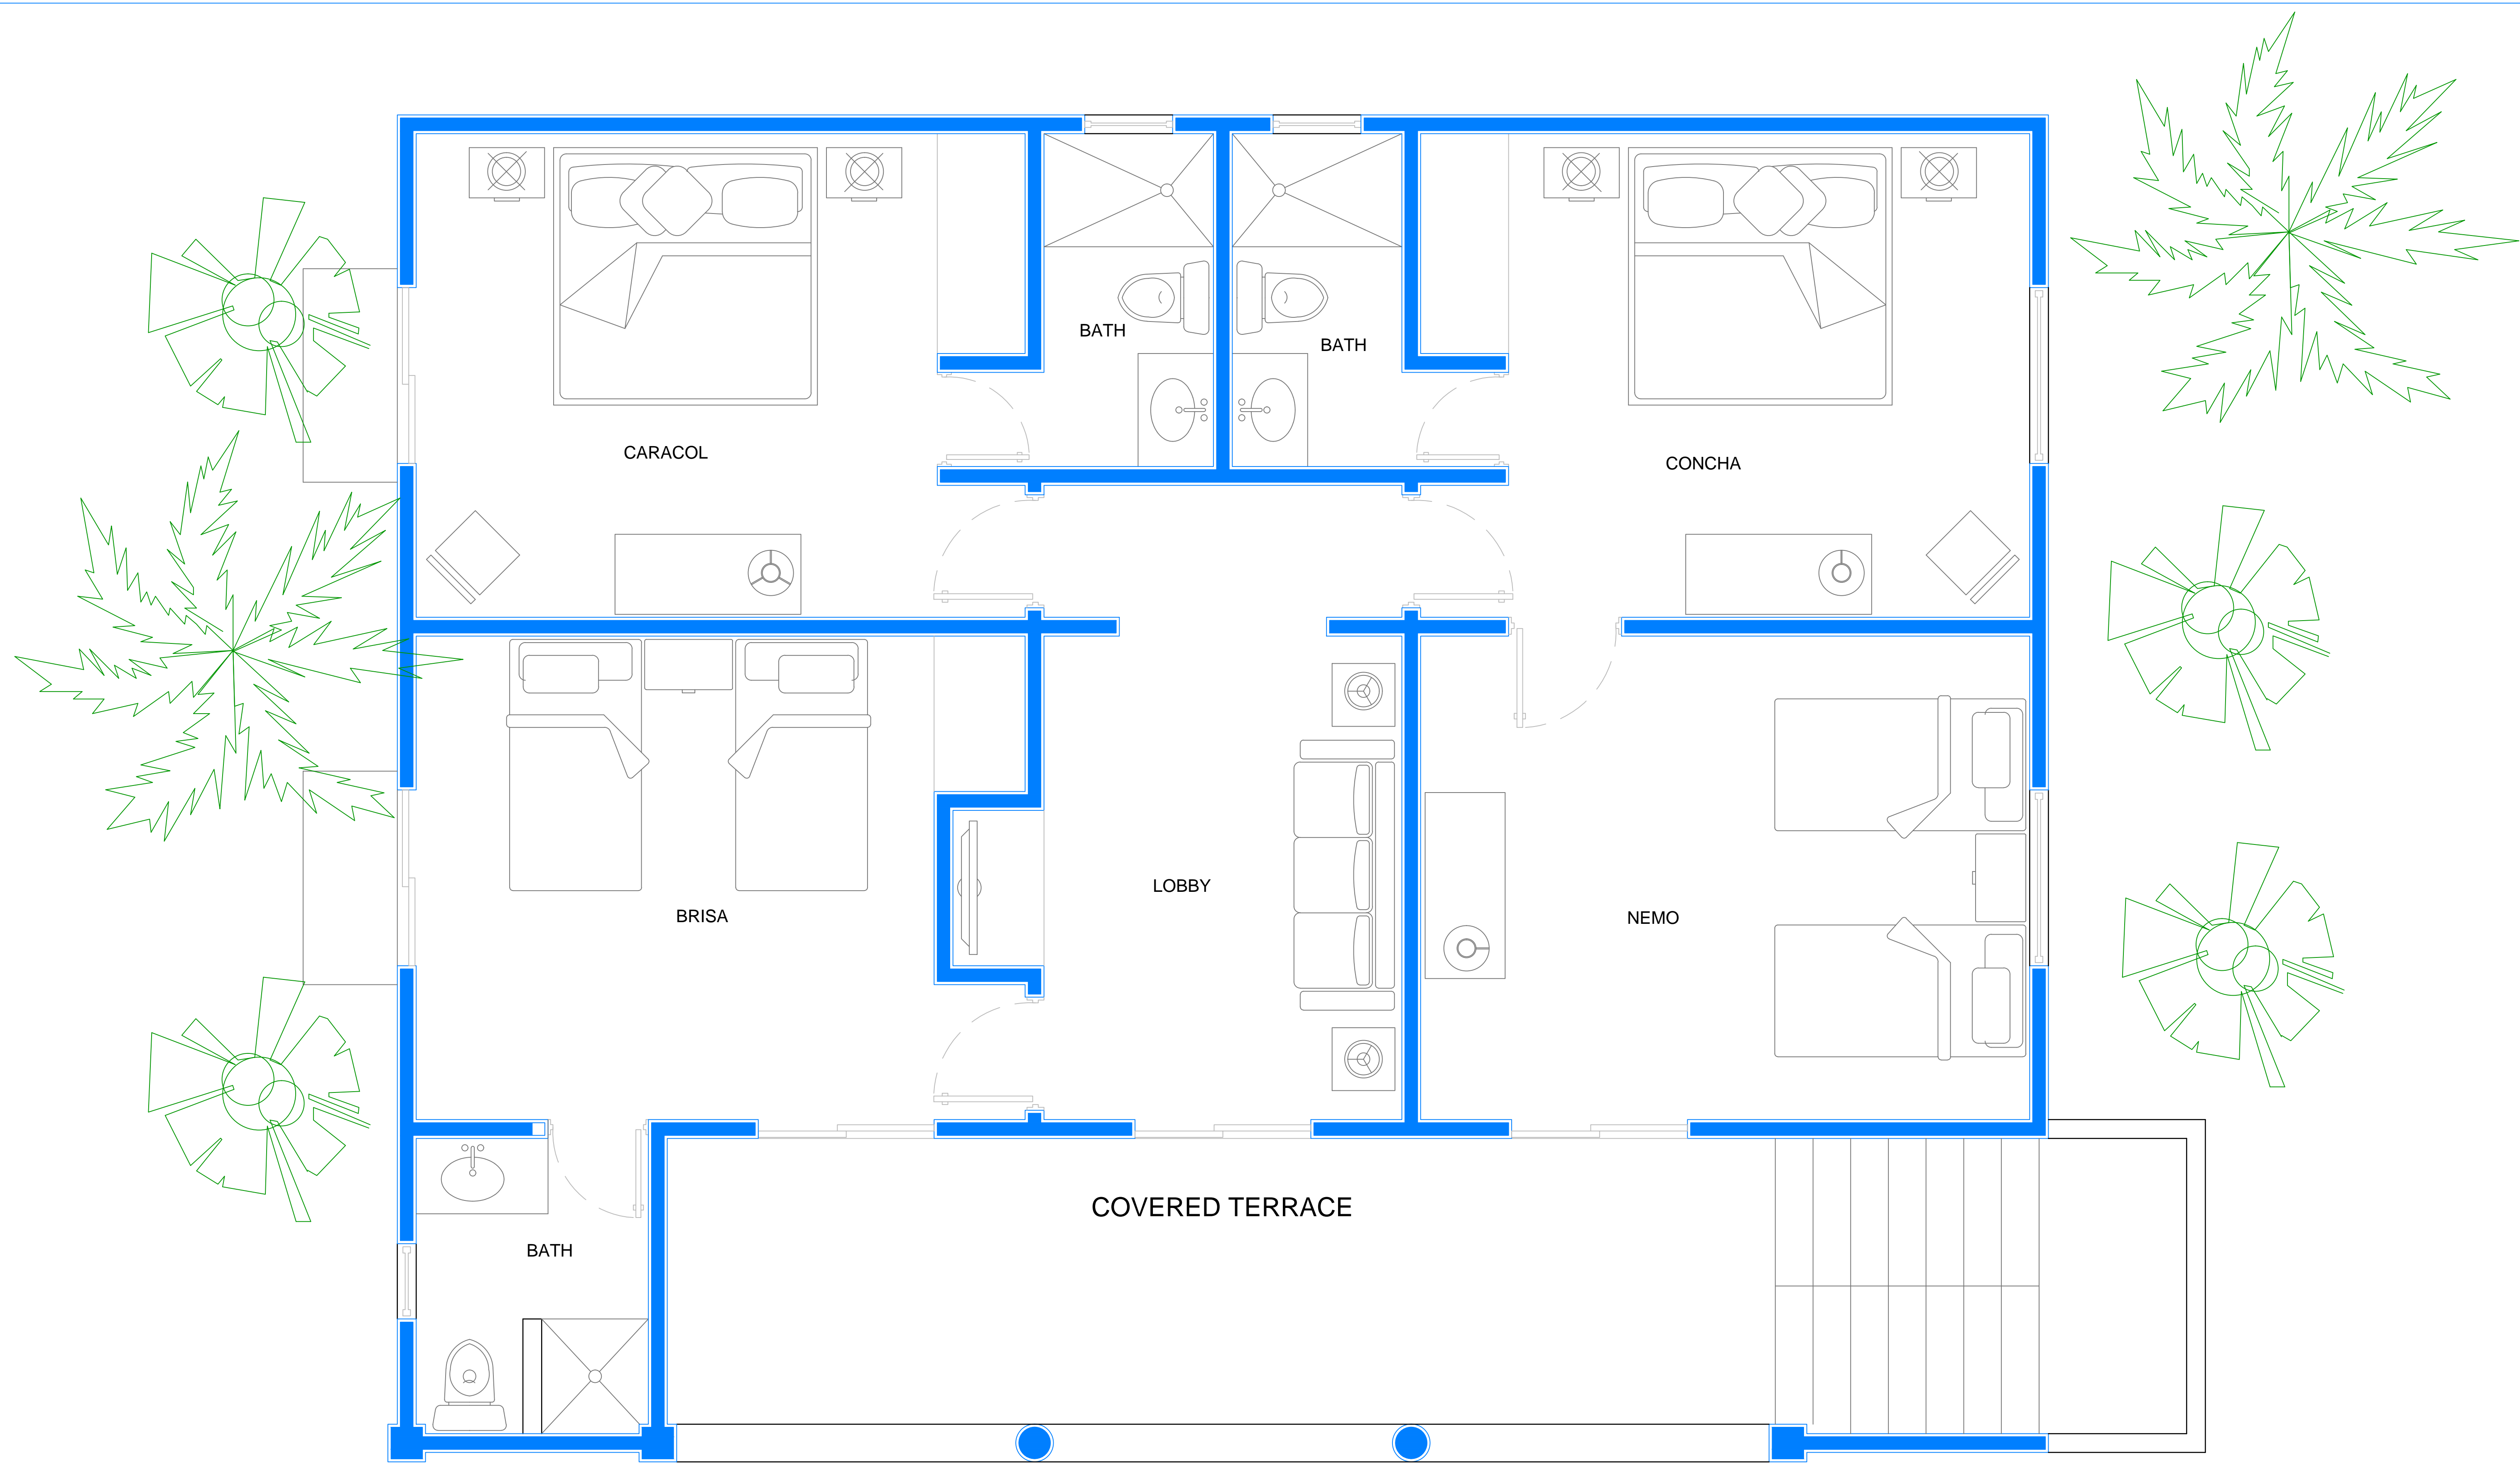 BATH
BATH
CARACOL
CONCHA
LOBBY
BRISA
NEMO
COVERED TERRACE
BATH